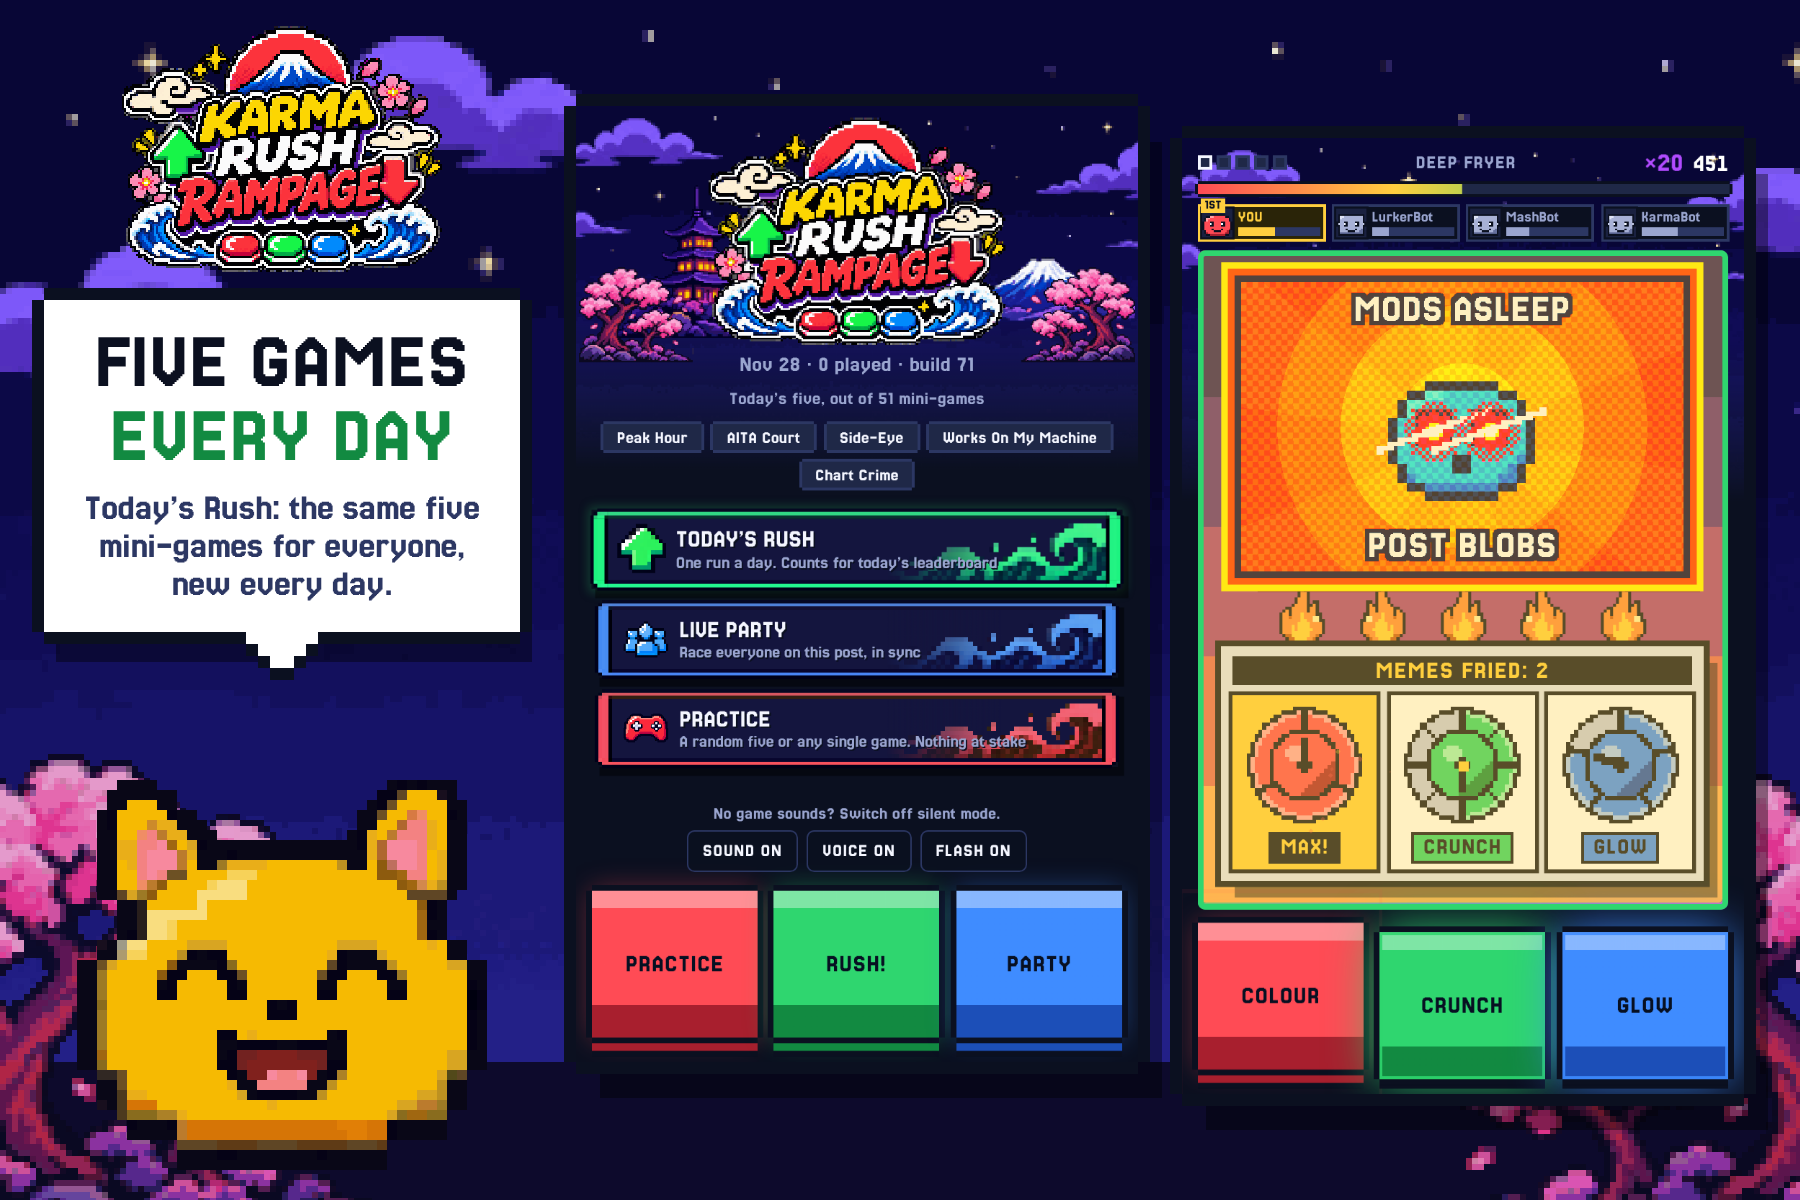 KARMA
RUSH
RAMPAGE
FIVE GAMES
EVERY DAY
Today's Rush: the same five
mini-games for everyone,
new every day.
KARMA
RUSH
RAMPAGE
Nov 28 · 0 played · build 71
Today's five, out of 51 mini-games
Peak Hour
AITA Court
Side-Eye
Works On My Machine
Chart Crime
TODAY'S RUSH
One run a day. Counts for today's leaderboard
LIVE PARTY
Race everyone on this post, in sync
PRACTICE
A random five or any single game. Nothing at stake
No game sounds? Switch off silent mode.
SOUND ON
VOICE ON
FLASH ON
PRACTICE
RUSH!
PARTY
DEEP FRYER
×20 451
1ST
YOU
LurkerBot
MashBot
KarmaBot
MODS ASLEEP
POST BLOBS
MEMES FRIED: 2
MAX!
CRUNCH
GLOW
COLOUR
CRUNCH
GLOW